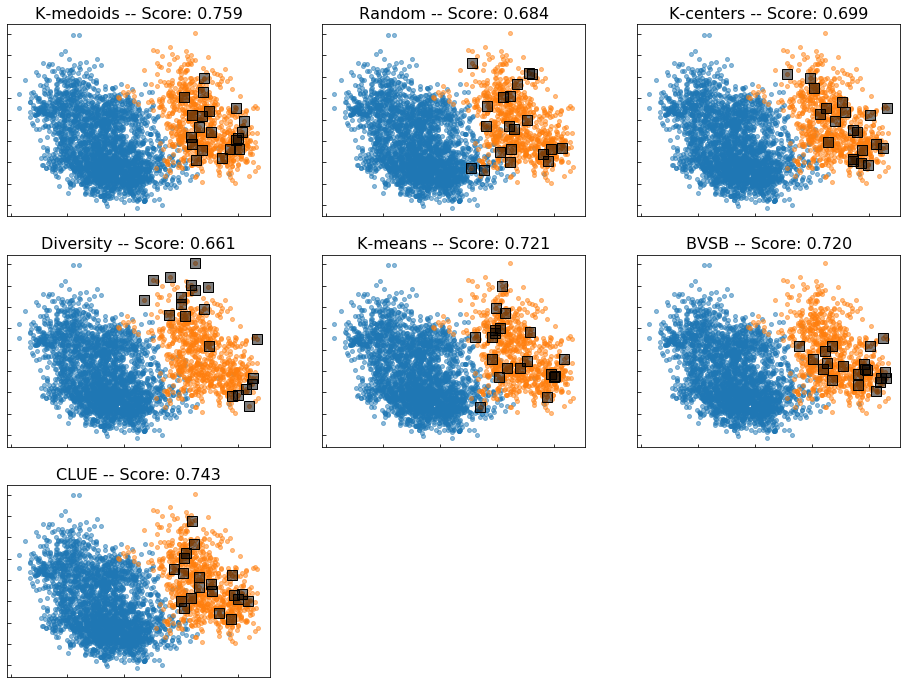 K-medoids -- Score: 0.759
Random -- Score: 0.684
K-centers -- Score: 0.699
Diversity -- Score: 0.661
K-means -- Score: 0.721
BVSB -- Score: 0.720
CLUE -- Score: 0.743